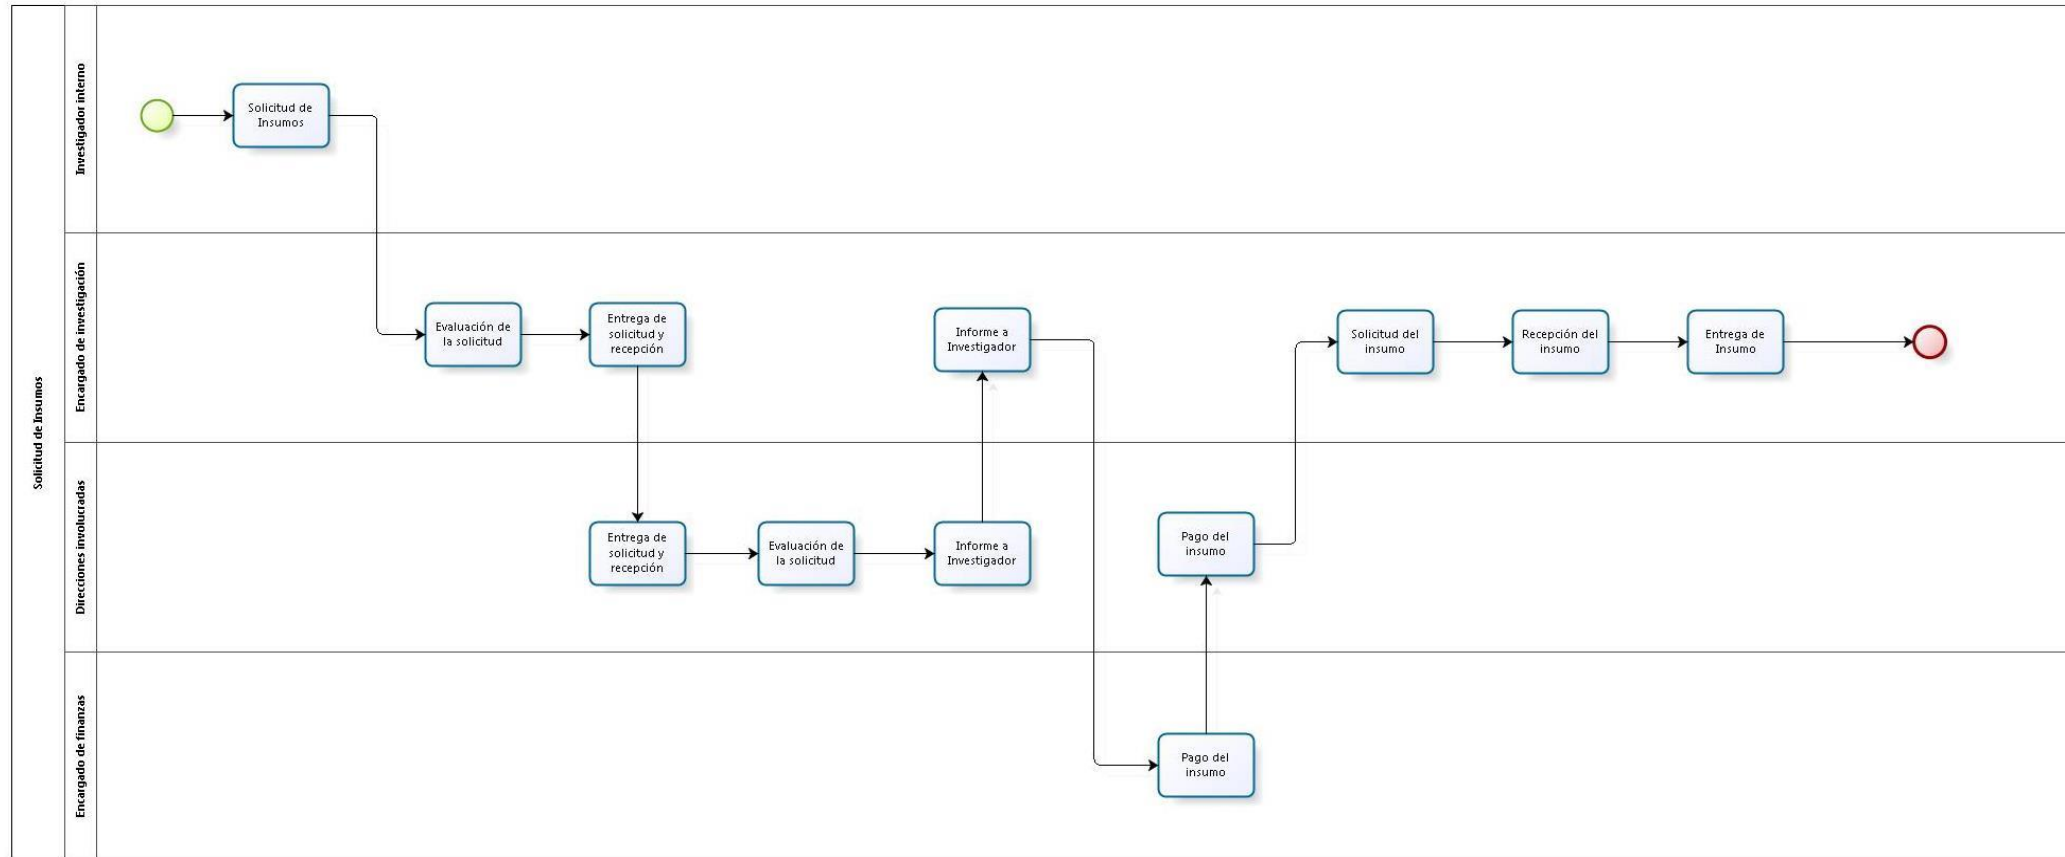 Solicitud de Insumos
Investigador interno
Solicitud de
Insumos
Encargado de investigación
Evaluación de
la solicitud
Entrega de
solicitud y
recepción
Informe a
Investigador
Solicitud del
insumo
Recepción del
insumo
Entrega de
Insumo
Direcciones involucradas
Entrega de
solicitud y
recepción
Evaluación de
la solicitud
Informe a
Investigador
Pago del
insumo
Encargado de finanzas
Pago del
insumo